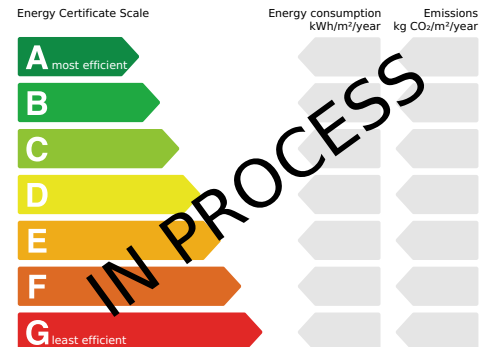 Energy Certificate Scale
Energy consumption
kWh/m²/year
Emissions
kg CO₂/m²/year
A most efficient
B
C
D
E
F
G least efficient
IN PROCESS